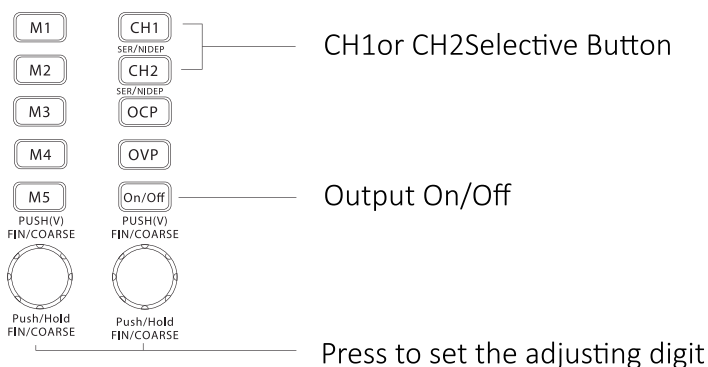 M1 CH1
SER/NIDEP
CH1or CH2Selective Button
M2 CH2
SER/NIDEP
M3 OCP
M4 OVP
M5 On/Off
Output On/Off
PUSH(V) PUSH(V)
FIN/COARSE FIN/COARSE
Push/Hold Push/Hold
FIN/COARSE FIN/COARSE
Press to set the adjusting digit